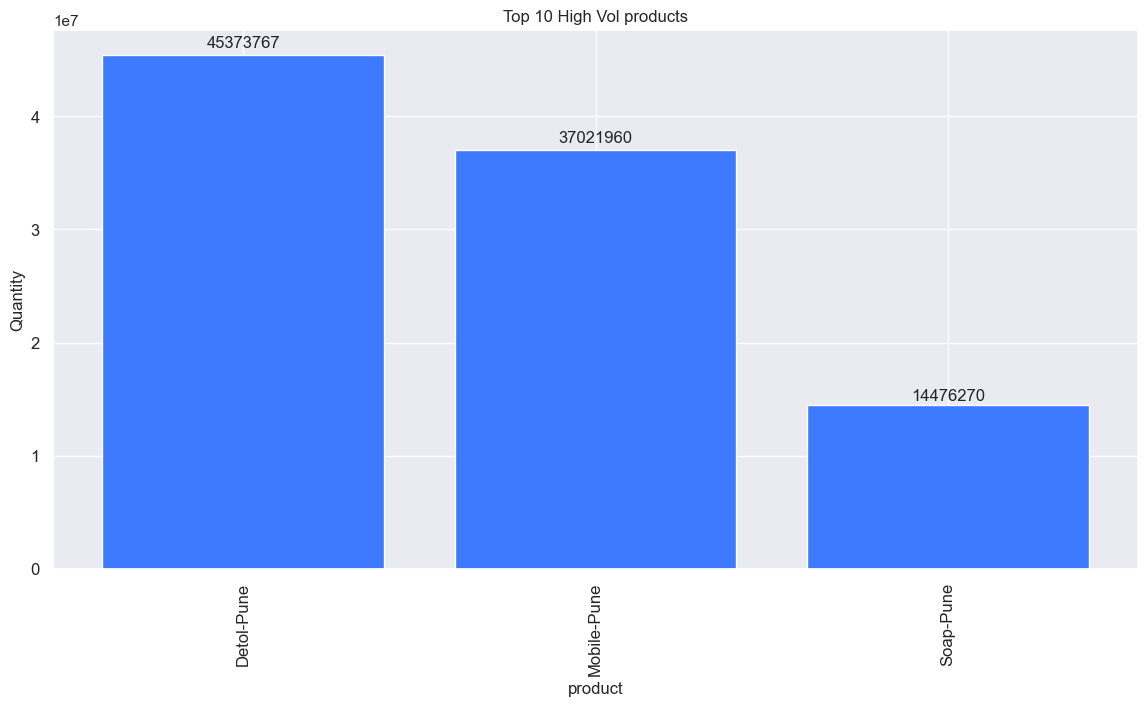 Top 10 High Vol products
1e7
45373767
37021960
14476270
4
3
2
1
0
Quantity
Detol-Pune
Mobile-Pune
Soap-Pune
product